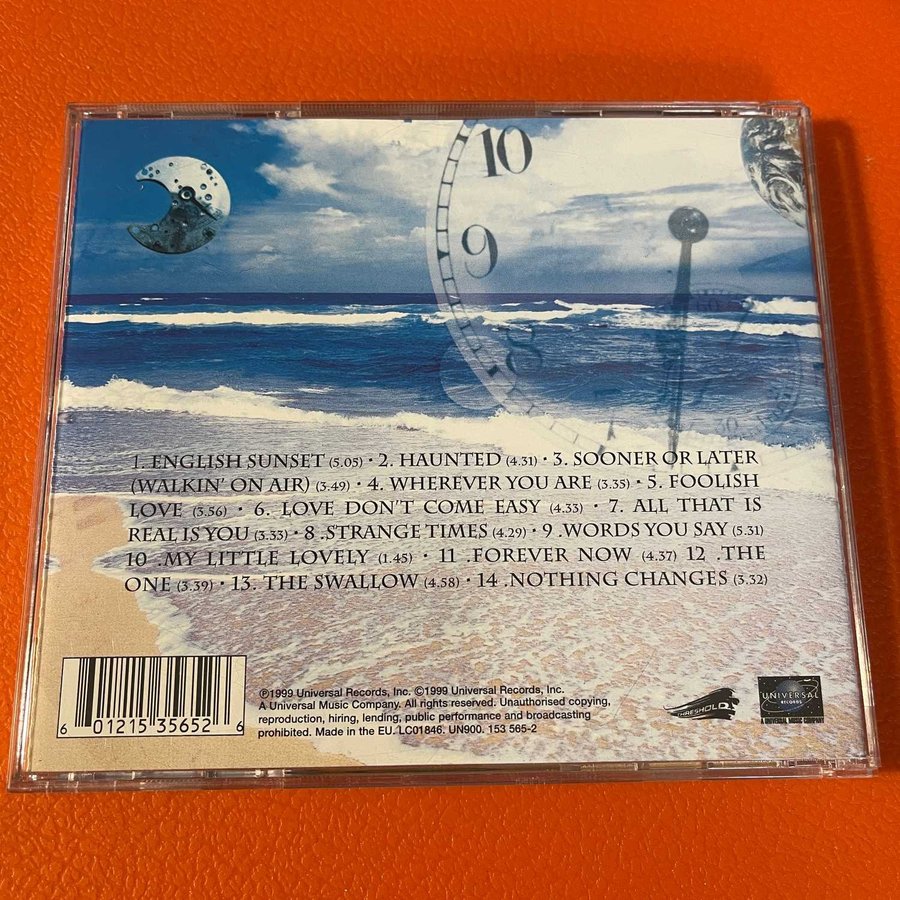 10
9
8
1 .ENGLISH SUNSET (5.05) • 2. HAUNTED (4.31) • 3. SOONER OR LATER
(WALKIN' ON AIR) (3.49) • 4. WHEREVER YOU ARE (3.35) • 5. FOOLISH
LOVE (3.56) • 6. LOVE DON'T COME EASY (4.33) • 7. ALL THAT IS
REAL IS YOU (3.33) • 8 .STRANGE TIMES (4.29) • 9 .WORDS YOU SAY (5.31)
10 .MY LITTLE LOVELY (1.45) • 11 .FOREVER NOW (4.37) 12 .THE
ONE (3.39) • 13. THE SWALLOW (4.58) • 14 .NOTHING CHANGES (3.32)
6 01215 35652 6
℗1999 Universal Records, Inc. ©1999 Universal Records, Inc.
A Universal Music Company. All rights reserved. Unauthorised copying,
reproduction, hiring, lending, public performance and broadcasting
prohibited. Made in the EU. LC01846. UN900. 153 565-2
THRESHOLD
UNIVERSAL
RECORDS
A UNIVERSAL MUSIC COMPANY